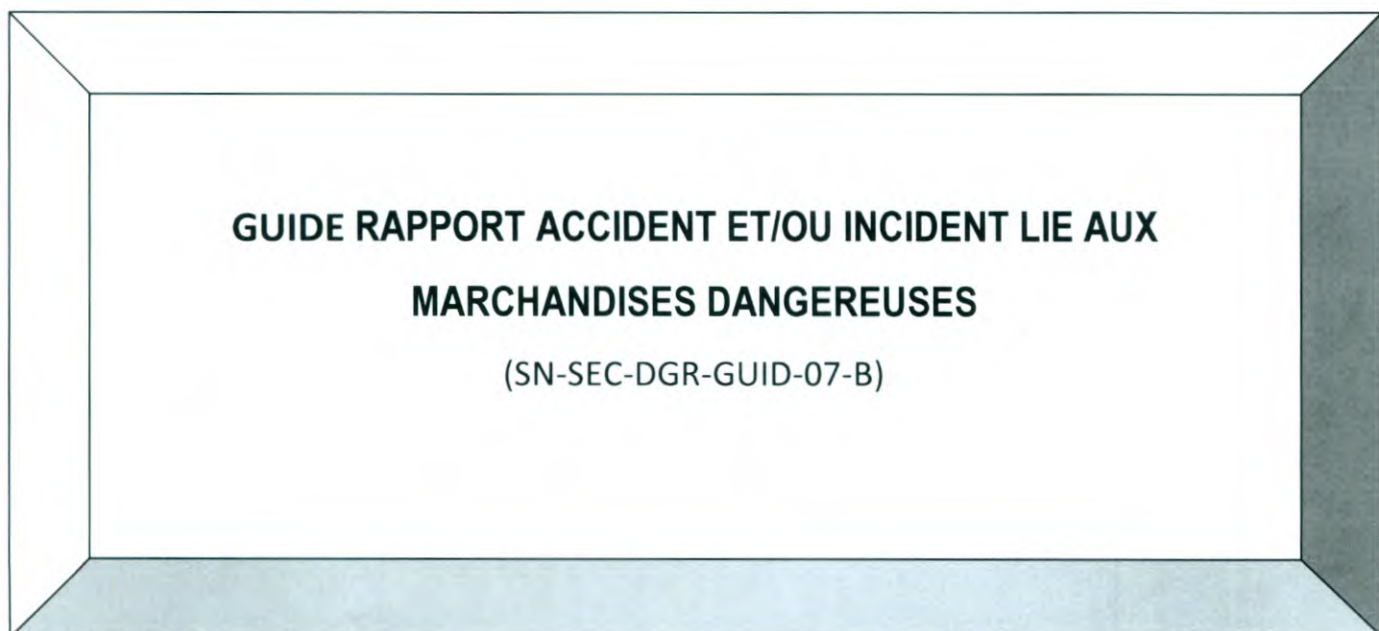 GUIDE RAPPORT ACCIDENT ET/OU INCIDENT LIE AUX
MARCHANDISES DANGEREUSES
(SN-SEC-DGR-GUID-07-B)